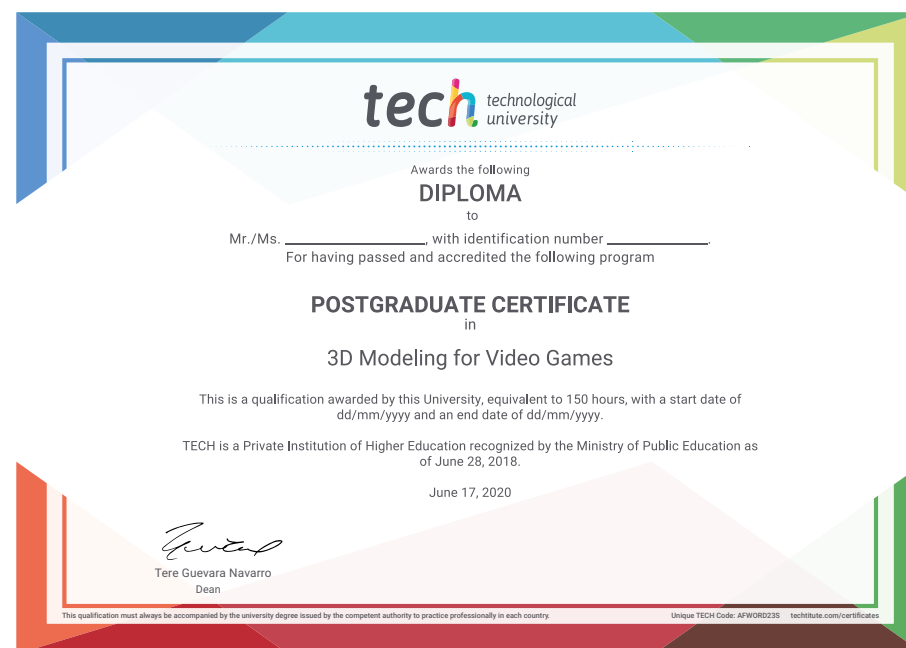 tech technological
university
Awards the following
DIPLOMA
to
Mr./Ms. ____________________, with identification number _______________.
For having passed and accredited the following program
POSTGRADUATE CERTIFICATE
in
3D Modeling for Video Games
This is a qualification awarded by this University, equivalent to 150 hours, with a start date of
dd/mm/yyyy and an end date of dd/mm/yyyy.
TECH is a Private Institution of Higher Education recognized by the Ministry of Public Education as
of June 28, 2018.
June 17, 2020
Tere Guevara Navarro
Dean
This qualification must always be accompanied by the university degree issued by the competent authority to practice professionally in each country.
Unique TECH Code: AFWORD23S techtitute.com/certificates